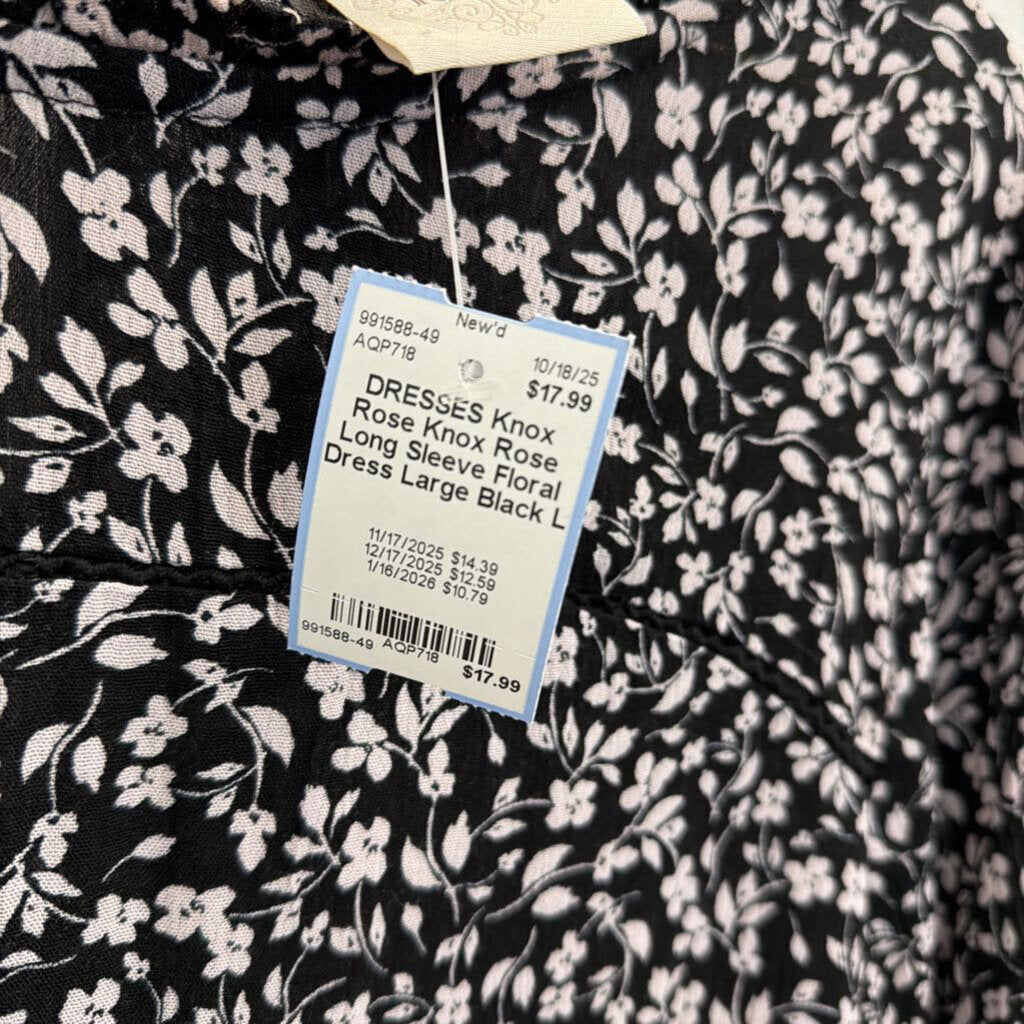 New'd
991588-49
AQP718
10/18/25
$17.99
DRESSES Knox
Rose Knox Rose
Long Sleeve Floral
Dress Large Black L
11/17/2025 $14.39
12/17/2025 $12.59
1/16/2026 $10.79
991588-49 AQP718
$17.99